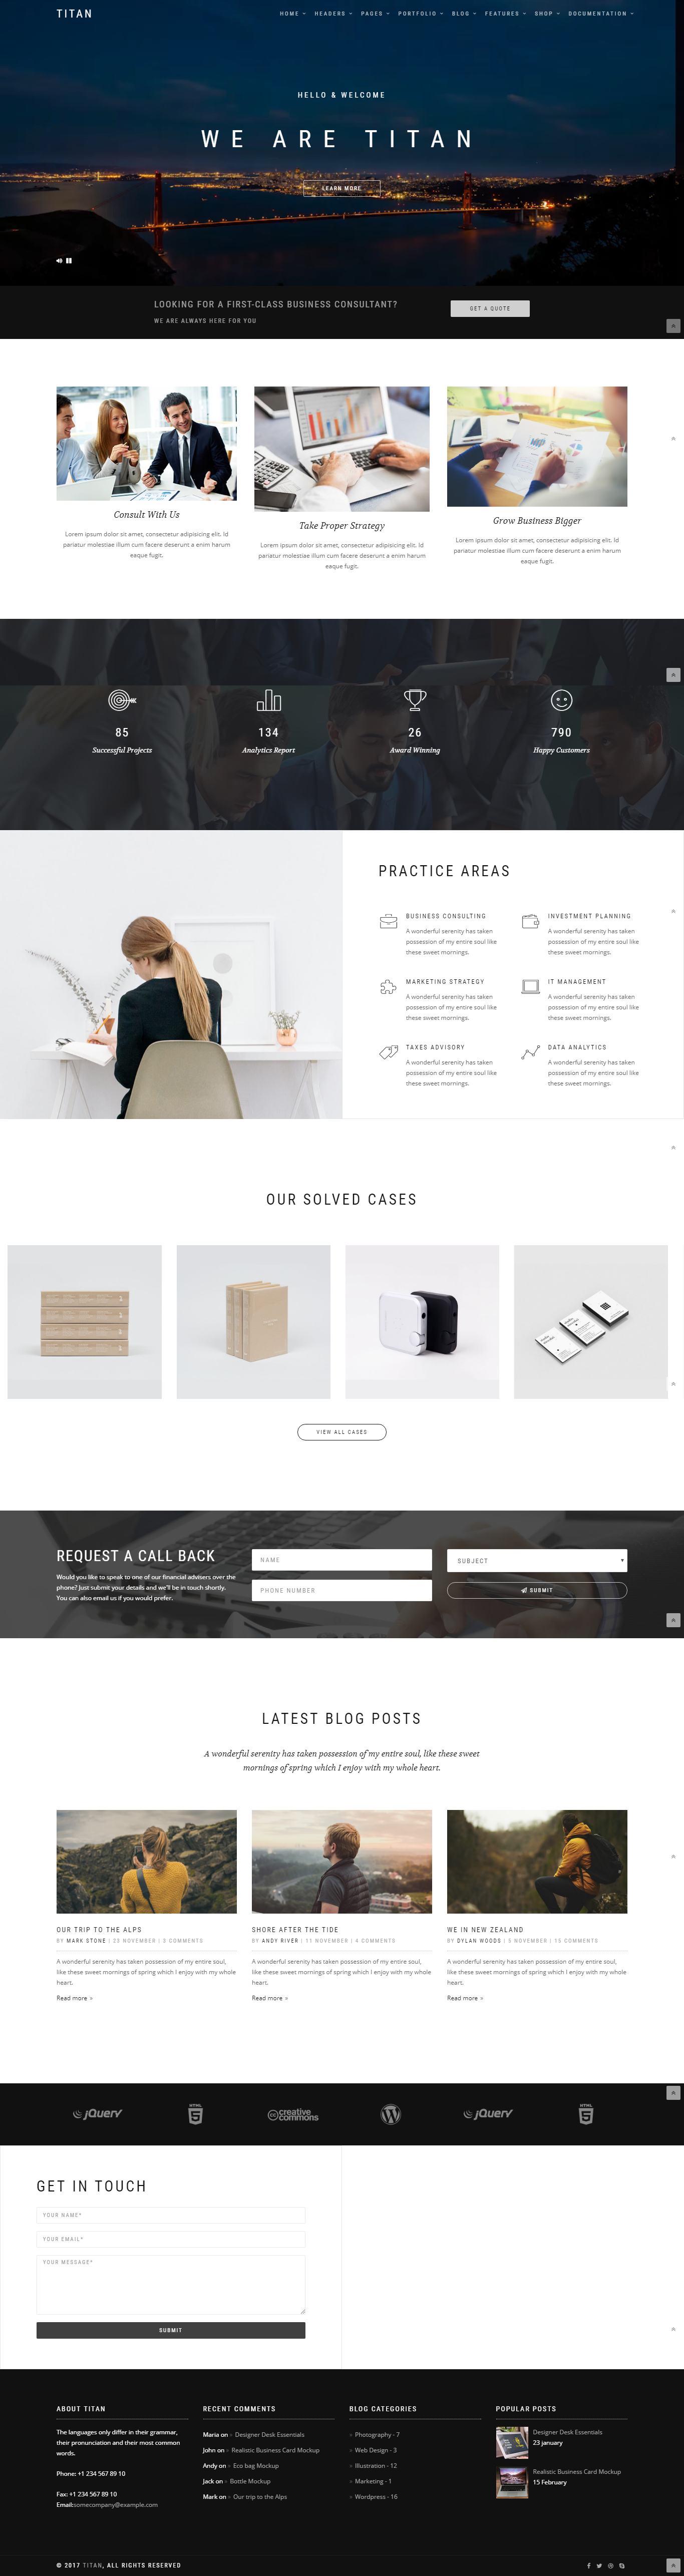 TITAN
HOME HEADERS PAGES PORTFOLIO BLOG FEATURES SHOP DOCUMENTATION
HELLO & WELCOME
WE ARE TITAN
LEARN MORE
LOOKING FOR A FIRST-CLASS BUSINESS CONSULTANT?
WE ARE ALWAYS HERE FOR YOU
GET A QUOTE
Consult With Us
Lorem ipsum dolor sit amet, consectetur adipisicing elit. Id
pariatur molestiae illum cum facere deserunt a enim harum
eaque fugit.
Take Proper Strategy
Lorem ipsum dolor sit amet, consectetur adipisicing elit. Id
pariatur molestiae illum cum facere deserunt a enim harum
eaque fugit.
Grow Business Bigger
Lorem ipsum dolor sit amet, consectetur adipisicing elit. Id
pariatur molestiae illum cum facere deserunt a enim harum
eaque fugit.
85
Successful Projects
134
Analytics Report
26
Award Winning
790
Happy Customers
PRACTICE AREAS
BUSINESS CONSULTING
A wonderful serenity has taken
possession of my entire soul like
these sweet mornings.
INVESTMENT PLANNING
A wonderful serenity has taken
possession of my entire soul like
these sweet mornings.
MARKETING STRATEGY
A wonderful serenity has taken
possession of my entire soul like
these sweet mornings.
IT MANAGEMENT
A wonderful serenity has taken
possession of my entire soul like
these sweet mornings.
TAXES ADVISORY
A wonderful serenity has taken
possession of my entire soul like
these sweet mornings.
DATA ANALYTICS
A wonderful serenity has taken
possession of my entire soul like
these sweet mornings.
OUR SOLVED CASES
VIEW ALL CASES
REQUEST A CALL BACK
Would you like to speak to one of our financial advisers over the
phone? Just submit your details and we'll be in touch shortly.
You can also email us if you would prefer.
NAME
PHONE NUMBER
SUBJECT
SUBMIT
LATEST BLOG POSTS
A wonderful serenity has taken possession of my entire soul, like these sweet
mornings of spring which I enjoy with my whole heart.
OUR TRIP TO THE ALPS
BY MARK STONE | 23 NOVEMBER | 3 COMMENTS
A wonderful serenity has taken possession of my entire soul,
like these sweet mornings of spring which I enjoy with my whole
heart.
Read more »
SHORE AFTER THE TIDE
BY ANDY RIVER | 11 NOVEMBER | 4 COMMENTS
A wonderful serenity has taken possession of my entire soul,
like these sweet mornings of spring which I enjoy with my whole
heart.
Read more »
WE IN NEW ZEALAND
BY DYLAN WOODS | 5 NOVEMBER | 15 COMMENTS
A wonderful serenity has taken possession of my entire soul,
like these sweet mornings of spring which I enjoy with my whole
heart.
Read more »
jQuery
HTML
5
creative
commons
jQuery
HTML
5
GET IN TOUCH
YOUR NAME*
YOUR EMAIL*
YOUR MESSAGE*
SUBMIT
ABOUT TITAN
The languages only differ in their grammar,
their pronunciation and their most common
words.
Phone: +1 234 567 89 10
Fax: +1 234 567 89 10
Email:somecompany@example.com
RECENT COMMENTS
Maria on » Designer Desk Essentials
John on » Realistic Business Card Mockup
Andy on » Eco bag Mockup
Jack on » Bottle Mockup
Mark on » Our trip to the Alps
BLOG CATEGORIES
» Photography - 7
» Web Design - 3
» Illustration - 12
» Marketing - 1
» Wordpress - 16
POPULAR POSTS
Designer Desk Essentials
23 january
Realistic Business Card Mockup
15 February
© 2017 TITAN, ALL RIGHTS RESERVED